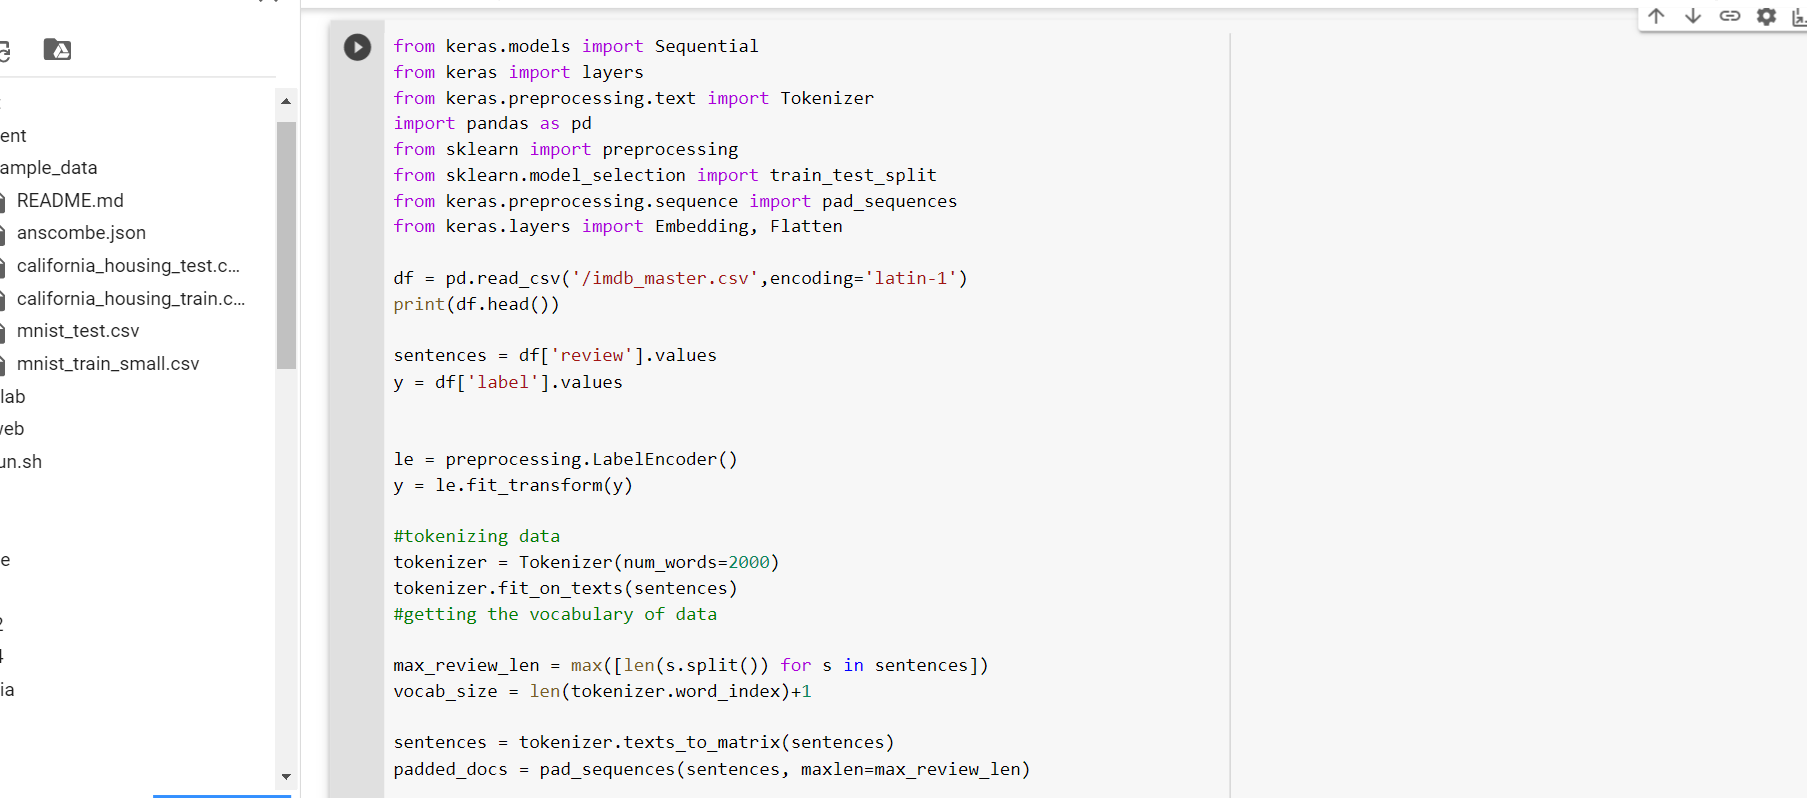 ent
ample_data
README.md
anscombe.json
california_housing_test.c...
california_housing_train.c...
mnist_test.csv
mnist_train_small.csv
lab
eb
un.sh
e
2
4
ia
from keras.models import Sequential
from keras import layers
from keras.preprocessing.text import Tokenizer
import pandas as pd
from sklearn import preprocessing
from sklearn.model_selection import train_test_split
from keras.preprocessing.sequence import pad_sequences
from keras.layers import Embedding, Flatten
df = pd.read_csv('/imdb_master.csv',encoding='latin-1')
print(df.head())
sentences = df['review'].values
y = df['label'].values
le = preprocessing.LabelEncoder()
y = le.fit_transform(y)
#tokenizing data
tokenizer = Tokenizer(num_words=2000)
tokenizer.fit_on_texts(sentences)
#getting the vocabulary of data
max_review_len = max([len(s.split()) for s in sentences])
vocab_size = len(tokenizer.word_index)+1
sentences = tokenizer.texts_to_matrix(sentences)
padded_docs = pad_sequences(sentences, maxlen=max_review_len)